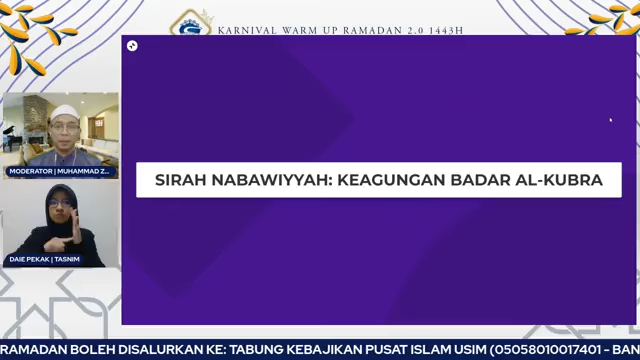 KARNIVAL WARM UP RAMADAN 2.0 1443H
SIRAH NABAWIYYAH: KEAGUNGAN BADAR AL-KUBRA
MODERATOR | MUHAMMAD Z...
DAIE PEKAK | TASNIM
RAMADAN BOLEH DISALURKAN KE: TABUNG KEBAJIKAN PUSAT ISLAM USIM (05058010017401 - BAN